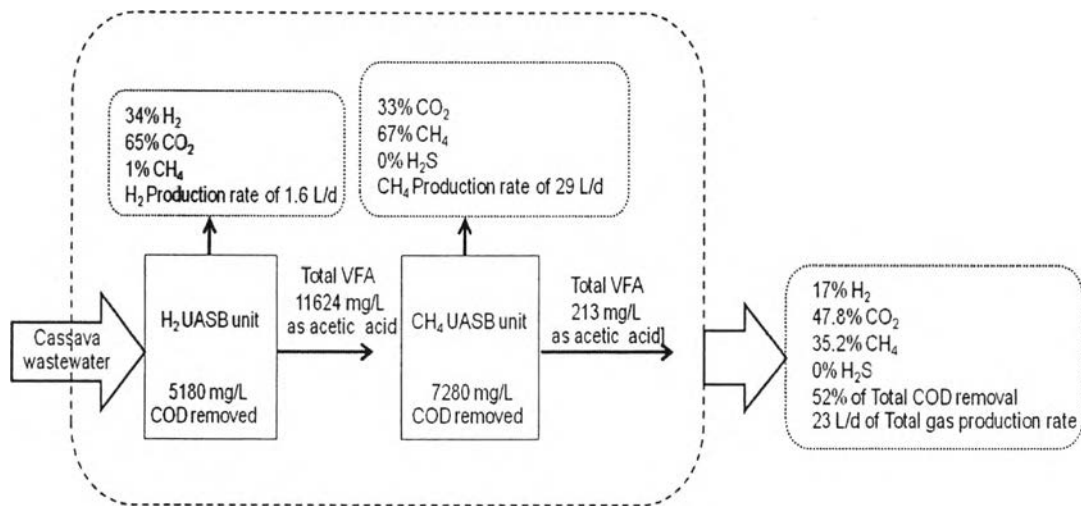 34% H₂
65% CO₂
1% CH₄
H₂ Production rate of 1.6 L/d
33% CO₂
67% CH₄
0% H₂S
CH₄ Production rate of 29 L/d
Cassava
wastewater
H₂ UASB unit
5180 mg/L
COD removed
Total VFA
11624 mg/L
as acetic acid
CH₄ UASB unit
7280 mg/L
COD removed
Total VFA
213 mg/L
as acetic acid]
17% H₂
47.8% CO₂
35.2% CH₄
0% H₂S
52% of Total COD removal
23 L/d of Total gas production rate